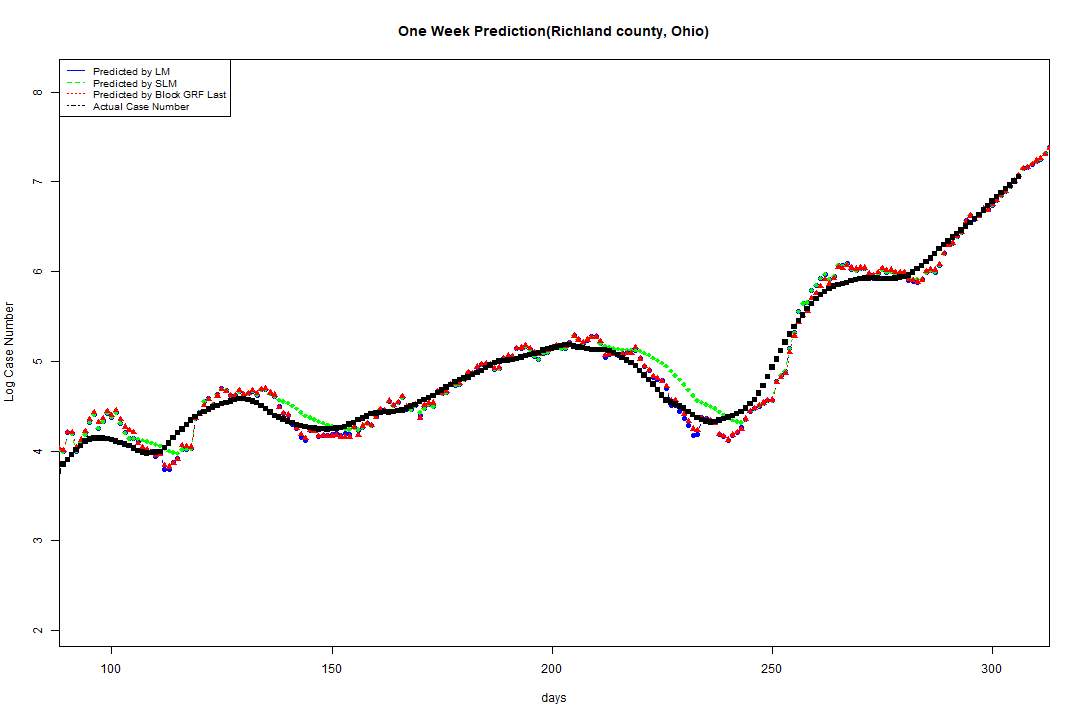 One Week Prediction(Richland county, Ohio)
Predicted by LM
Predicted by SLM
Predicted by Block GRF Last
Actual Case Number
8
7
6
5
4
3
2
Log Case Number
100 150 200 250 300
days